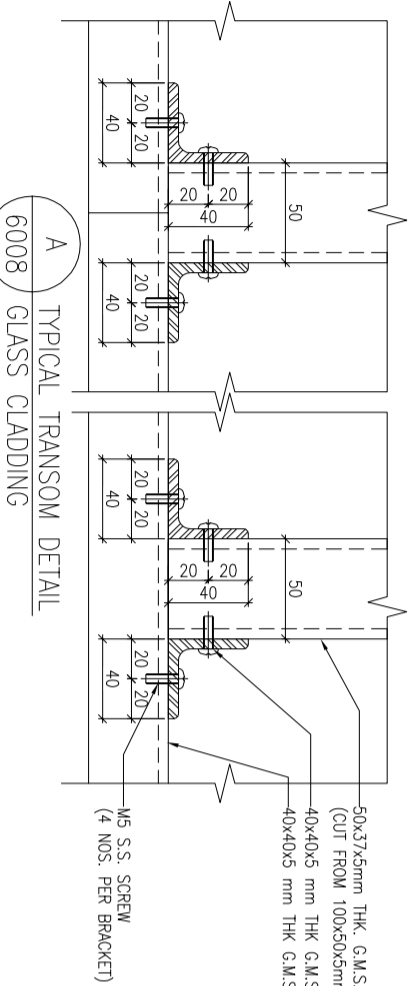 50
20
20
40
20 20
40
20 20
40
50
20
20
40
20 20
40
20 20
40
50x37x5mm THK. G.M.S.
(CUT FROM 100x50x5mm
40x40x5 mm THK G.M.S
40x40x5 mm THK G.M.S
M5 S.S. SCREW
(4 NOS. PER BRACKET)
A
6008
TYPICAL TRANSOM DETAIL
GLASS CLADDING